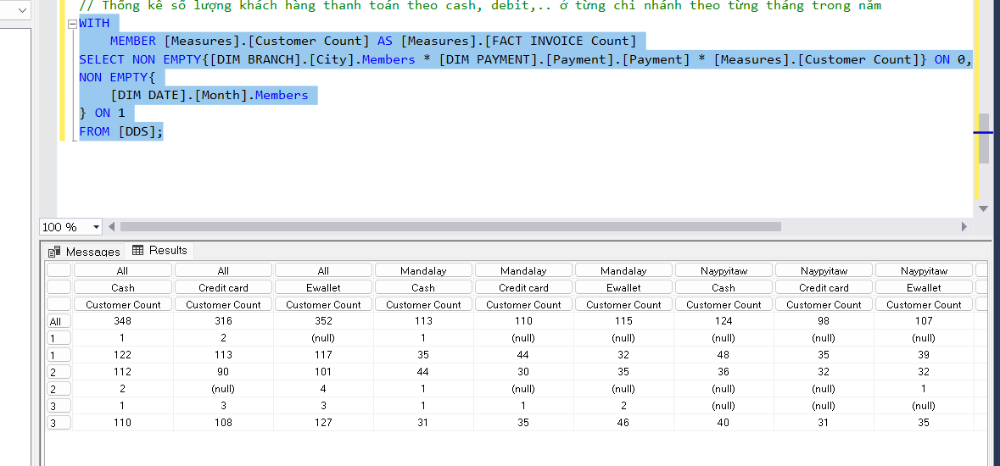 // Thống kê số lượng khách hàng thanh toán theo cash, debit,.. ở từng chi nhánh theo từng tháng trong năm
WITH
MEMBER [Measures].[Customer Count] AS [Measures].[FACT INVOICE Count]
SELECT NON EMPTY{[DIM BRANCH].[City].Members * [DIM PAYMENT].[Payment].[Payment] * [Measures].[Customer Count]} ON 0,
NON EMPTY{
[DIM DATE].[Month].Members
} ON 1
FROM [DDS];
100 %
Messages Results
All All All Mandalay Mandalay Mandalay Naypyitaw Naypyitaw Naypyitaw
Cash Credit card Ewallet Cash Credit card Ewallet Cash Credit card Ewallet
Customer Count Customer Count Customer Count Customer Count Customer Count Customer Count Customer Count Customer Count Customer Count
All 348 316 352 113 110 115 124 98 107
1 1 2 (null) 1 (null) (null) (null) (null) (null)
1 122 113 117 35 44 32 48 35 39
2 112 90 101 44 30 35 36 32 32
2 2 (null) 4 1 (null) (null) (null) (null) 1
3 1 3 3 1 1 2 (null) (null) (null)
3 110 108 127 31 35 46 40 31 35